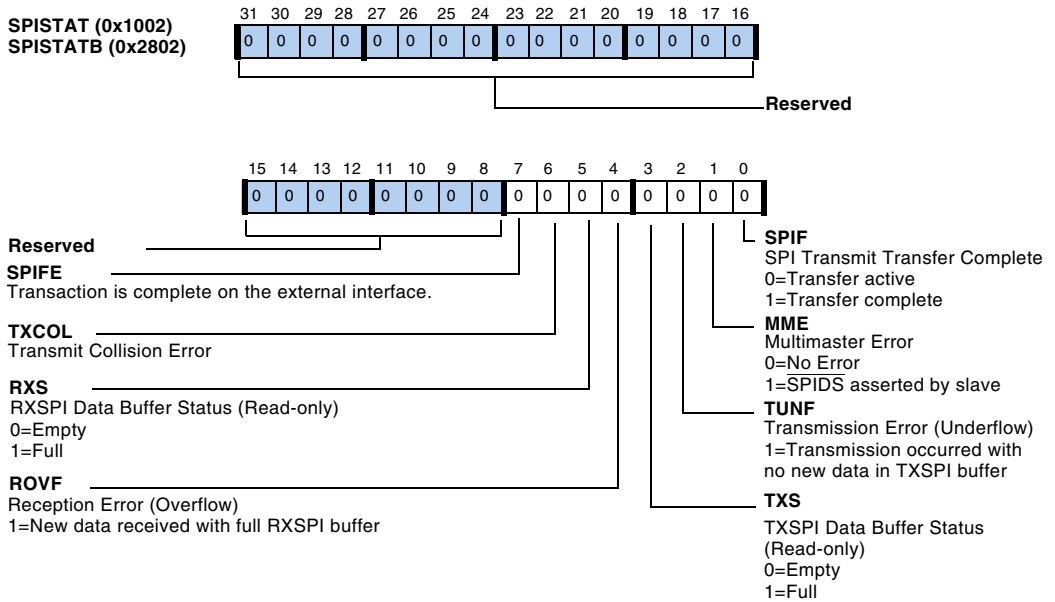 SPISTAT (0x1002)
SPISTATB (0x2802)
31 30 29 28 27 26 25 24 23 22 21 20 19 18 17 16
0 0 0 0 0 0 0 0 0 0 0 0 0 0 0 0
Reserved
15 14 13 12 11 10 9 8 7 6 5 4 3 2 1 0
0 0 0 0 0 0 0 0 0 0 0 0 0 0 0 0
Reserved
SPIFE
Transaction is complete on the external interface.
TXCOL
Transmit Collision Error
RXS
RXSPI Data Buffer Status (Read-only)
0=Empty
1=Full
ROVF
Reception Error (Overflow)
1=New data received with full RXSPI buffer
SPIF
SPI Transmit Transfer Complete
0=Transfer active
1=Transfer complete
MME
Multimaster Error
0=No Error
1=SPIDS asserted by slave
TUNF
Transmission Error (Underflow)
1=Transmission occurred with
no new data in TXSPI buffer
TXS
TXSPI Data Buffer Status
(Read-only)
0=Empty
1=Full